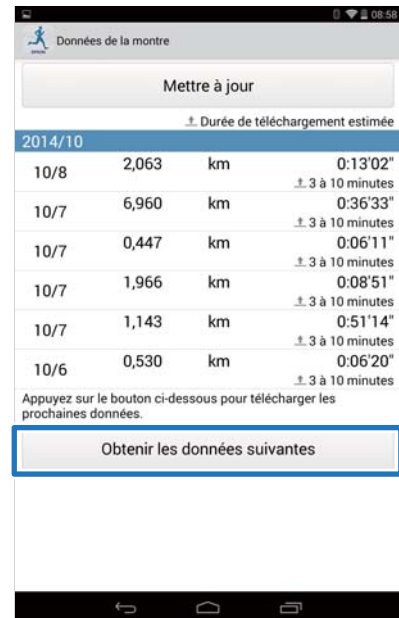 08:58
Données de la montre
Mettre à jour
Durée de téléchargement estimée
2014/10
10/8 2,063 km 0:13'02"
3 à 10 minutes
10/7 6,960 km 0:36'33"
3 à 10 minutes
10/7 0,447 km 0:06'11"
3 à 10 minutes
10/7 1,966 km 0:08'51"
3 à 10 minutes
10/7 1,143 km 0:51'14"
3 à 10 minutes
10/6 0,530 km 0:06'20"
3 à 10 minutes
Appuyez sur le bouton ci-dessous pour télécharger les
prochaines données.
Obtenir les données suivantes